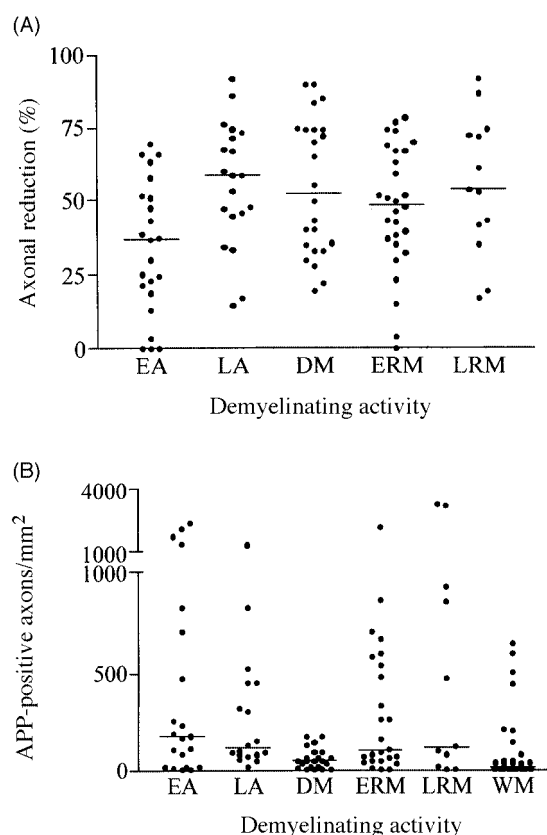 (A)
Axonal reduction (%)
100
75
50
25
0
EA LA DM ERM LRM
Demyelinating activity
(B)
APP-positive axons/mm²
4000
1000
1000
500
0
EA LA DM ERM LRM WM
Demyelinating activity